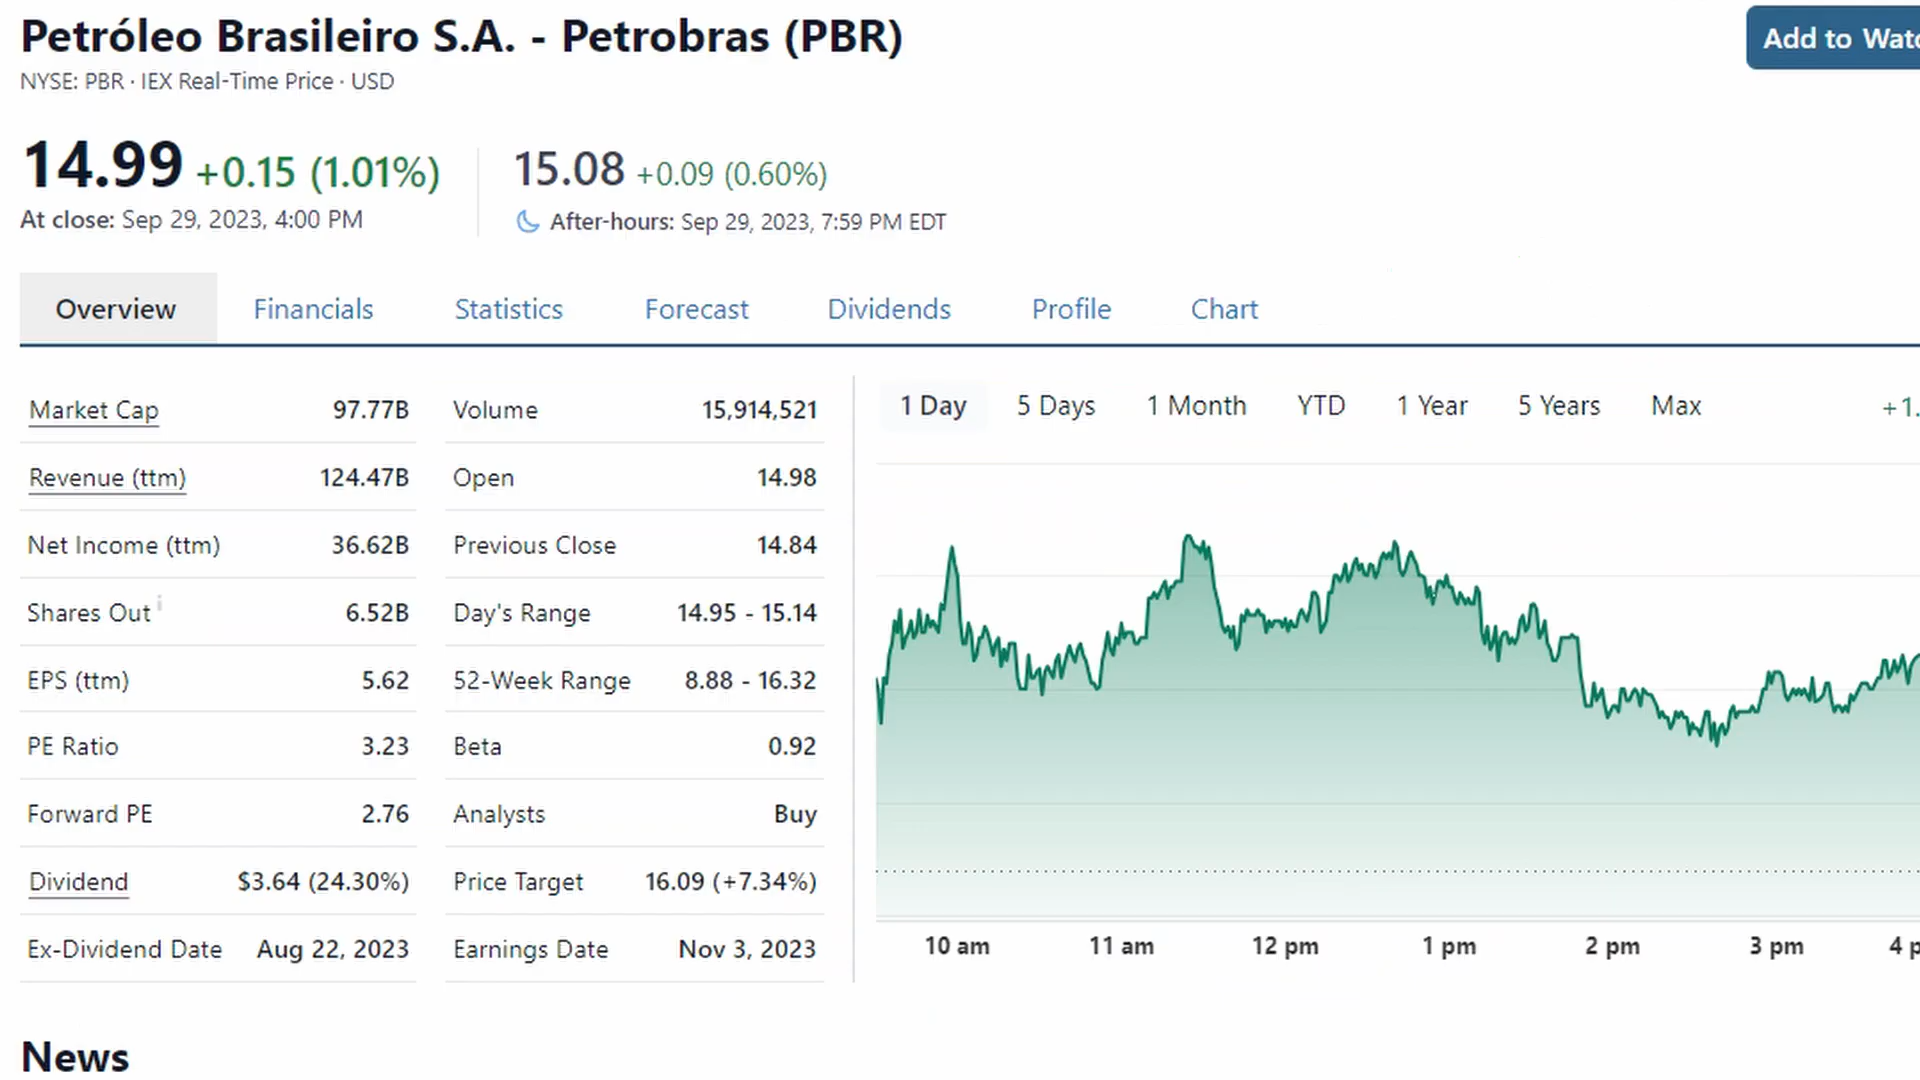 Petróleo Brasileiro S.A. - Petrobras (PBR)
Add to Watc
NYSE: PBR · IEX Real-Time Price · USD
14.99 +0.15 (1.01%)
15.08 +0.09 (0.60%)
At close: Sep 29, 2023, 4:00 PM
After-hours: Sep 29, 2023, 7:59 PM EDT
Overview Financials Statistics Forecast Dividends Profile Chart
Market Cap 97.77B
Revenue (ttm) 124.47B
Net Income (ttm) 36.62B
Shares Out i 6.52B
EPS (ttm) 5.62
PE Ratio 3.23
Forward PE 2.76
Dividend $3.64 (24.30%)
Ex-Dividend Date Aug 22, 2023
Volume 15,914,521
Open 14.98
Previous Close 14.84
Day's Range 14.95 - 15.14
52-Week Range 8.88 - 16.32
Beta 0.92
Analysts Buy
Price Target 16.09 (+7.34%)
Earnings Date Nov 3, 2023
1 Day 5 Days 1 Month YTD 1 Year 5 Years Max +1.
10 am 11 am 12 pm 1 pm 2 pm 3 pm 4 p
News